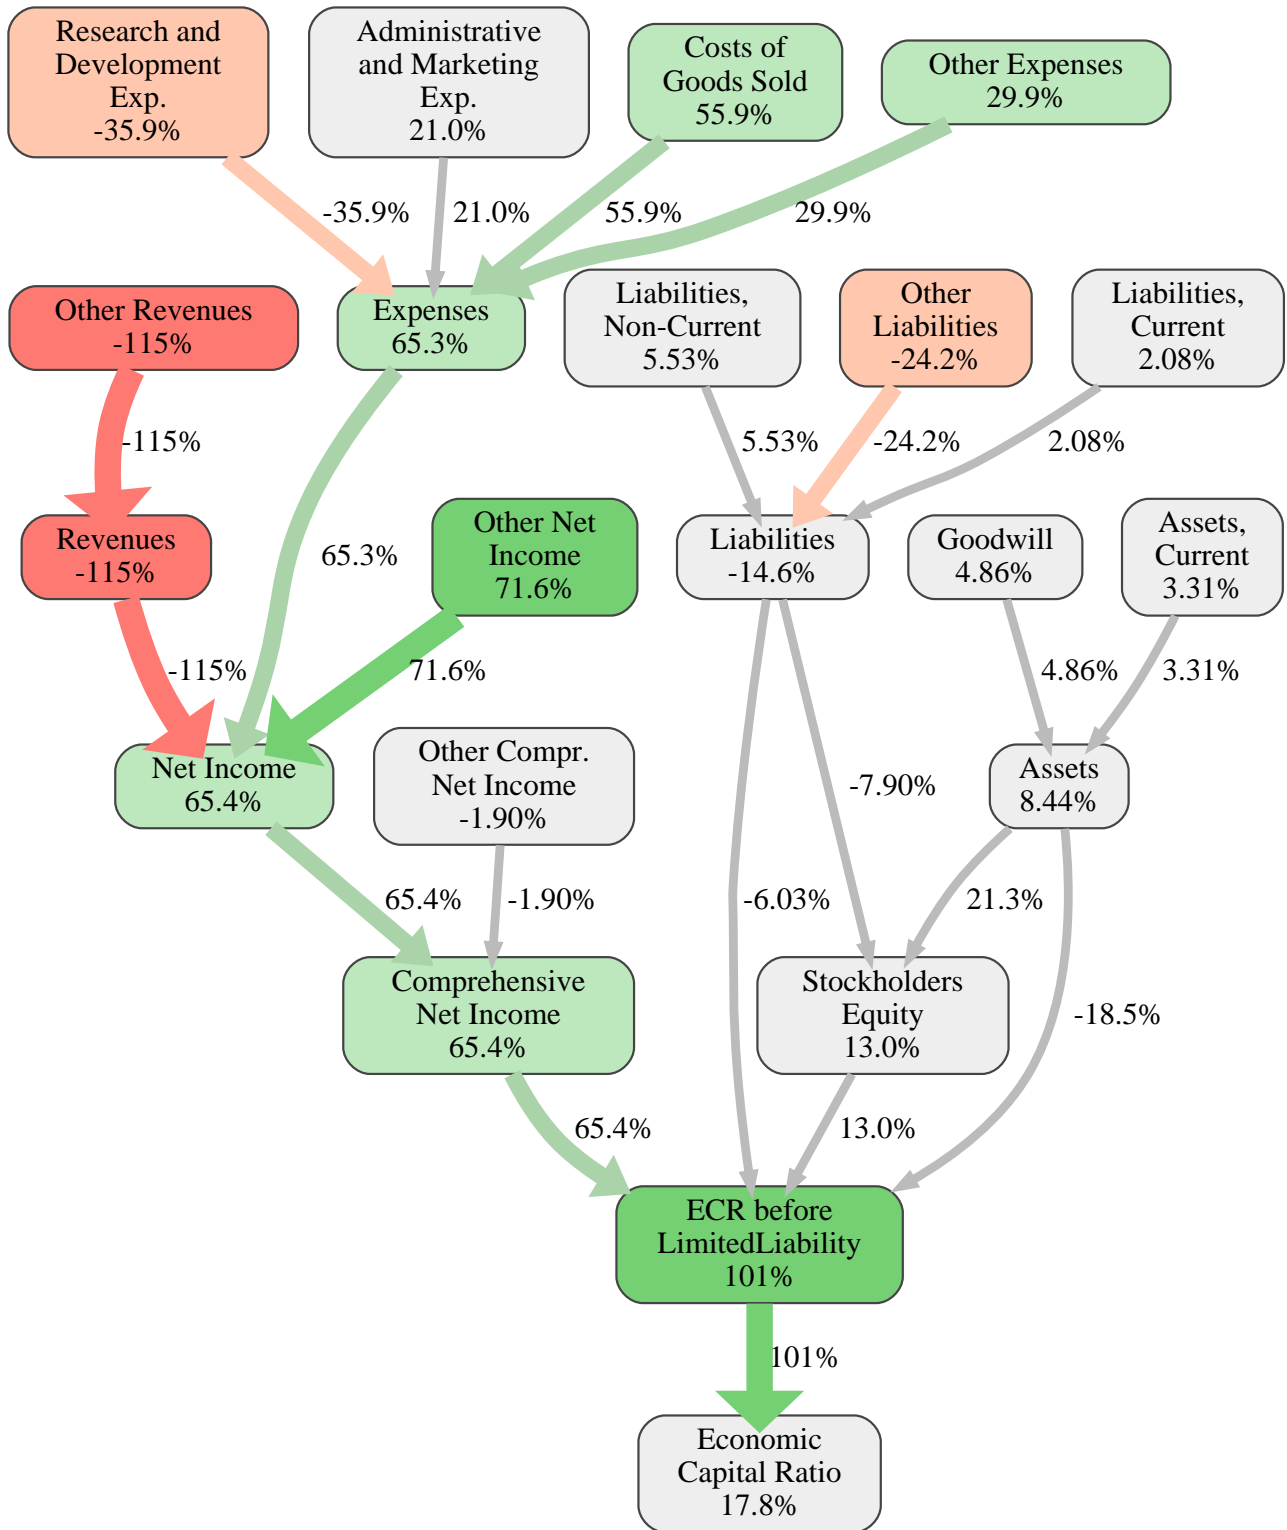 Research and
Development
Exp.
-35.9%
Administrative
and Marketing
Exp.
21.0%
Costs of
Goods Sold
55.9%
Other Expenses
29.9%
-35.9%
21.0%
55.9%
29.9%
Other Revenues
-115%
Expenses
65.3%
Liabilities,
Non-Current
5.53%
Other
Liabilities
-24.2%
Liabilities,
Current
2.08%
-115%
5.53%
-24.2%
2.08%
Revenues
-115%
65.3%
Other Net
Income
71.6%
Liabilities
-14.6%
Goodwill
4.86%
Assets,
Current
3.31%
-115%
71.6%
4.86%
3.31%
Net Income
65.4%
Other Compr.
Net Income
-1.90%
-7.90%
Assets
8.44%
65.4%
-1.90%
-6.03%
21.3%
Comprehensive
Net Income
65.4%
Stockholders
Equity
13.0%
-18.5%
65.4%
13.0%
ECR before
LimitedLiability
101%
101%
Economic
Capital Ratio
17.8%